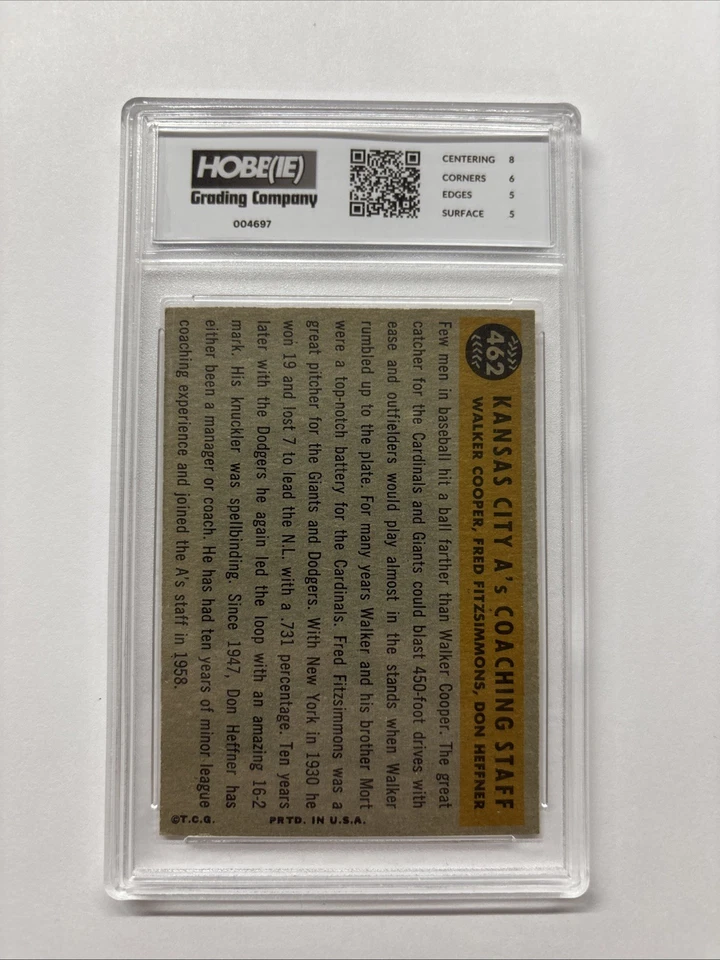 HOBE(IE)
Grading Company
004697
CENTERING 8
CORNERS 6
EDGES 5
SURFACE 5
462
KANSAS CITY A's COACHING STAFF
WALKER COOPER, FRED FITZSIMMONS, DON HEFFNER
Few men in baseball hit a ball farther than Walker Cooper. The great
catcher for the Cardinals and Giants could blast 450-foot drives with
ease and outfielders would play almost in the stands when Walker
rumbled up to the plate. For many years Walker and his brother Mort
were a top-notch battery for the Cardinals. Fred Fitzsimmons was a
great pitcher for the Giants and Dodgers. With New York in 1930 he
won 19 and lost 7 to lead the N.L. with a .731 percentage. Ten years
later with the Dodgers he again led the loop with an amazing 16-2
mark. His knuckler was spellbinding. Since 1947, Don Heffner has
either been a manager or coach. He has had ten years of minor league
coaching experience and joined the A's staff in 1958.
©T.C.G. PRTD. IN U.S.A.